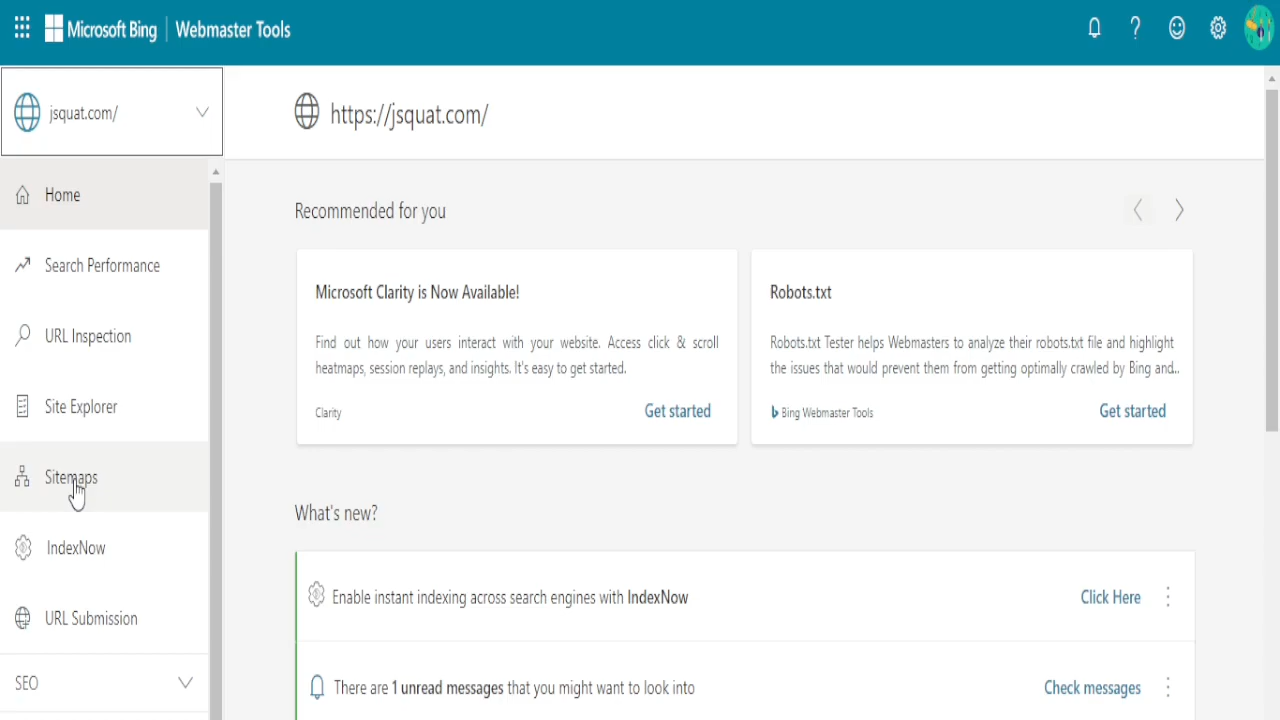 Microsoft Bing | Webmaster Tools
jsquat.com/
https://jsquat.com/
Home
Search Performance
URL Inspection
Site Explorer
Sitemaps
IndexNow
URL Submission
SEO
Recommended for you
Microsoft Clarity is Now Available!
Find out how your users interact with your website. Access click & scroll
heatmaps, session replays, and insights. It's easy to get started.
Clarity
Get started
Robots.txt
Robots.txt Tester helps Webmasters to analyze their robots.txt file and highlight
the issues that would prevent them from getting optimally crawled by Bing and...
Bing Webmaster Tools
Get started
What's new?
Enable instant indexing across search engines with IndexNow
Click Here
There are 1 unread messages that you might want to look into
Check messages